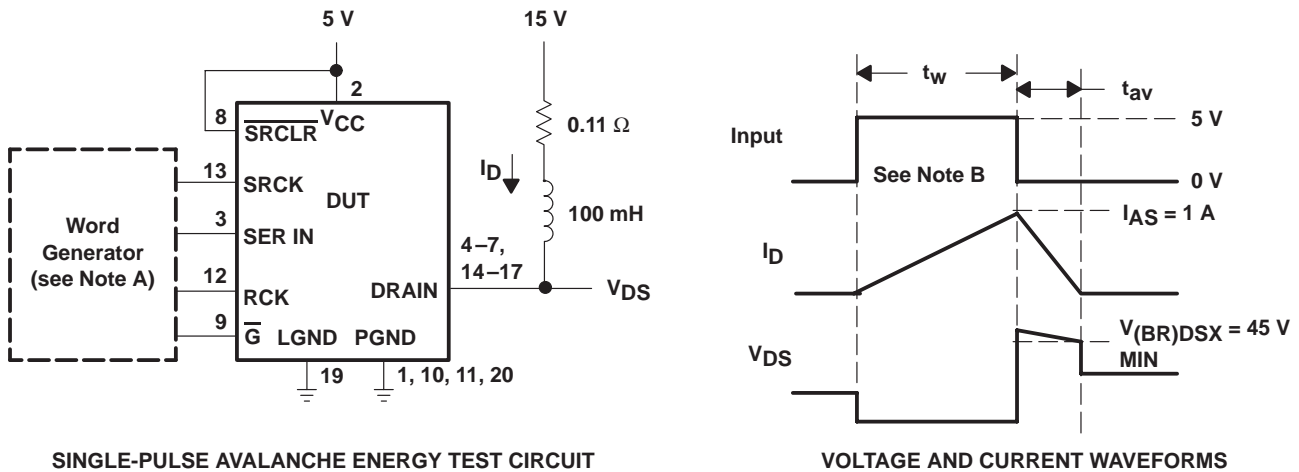 5 V
15 V
2
8
SRCLR
VCC
0.11 Ω
ID
13
SRCK
DUT
100 mH
Word
Generator
(see Note A)
3
SER IN
4–7,
14–17
12
RCK
DRAIN
VDS
9
G
LGND
PGND
19
1, 10, 11, 20
SINGLE-PULSE AVALANCHE ENERGY TEST CIRCUIT
tw
tav
Input
5 V
See Note B
0 V
IAS = 1 A
ID
V(BR)DSX = 45 V
MIN
VDS
VOLTAGE AND CURRENT WAVEFORMS